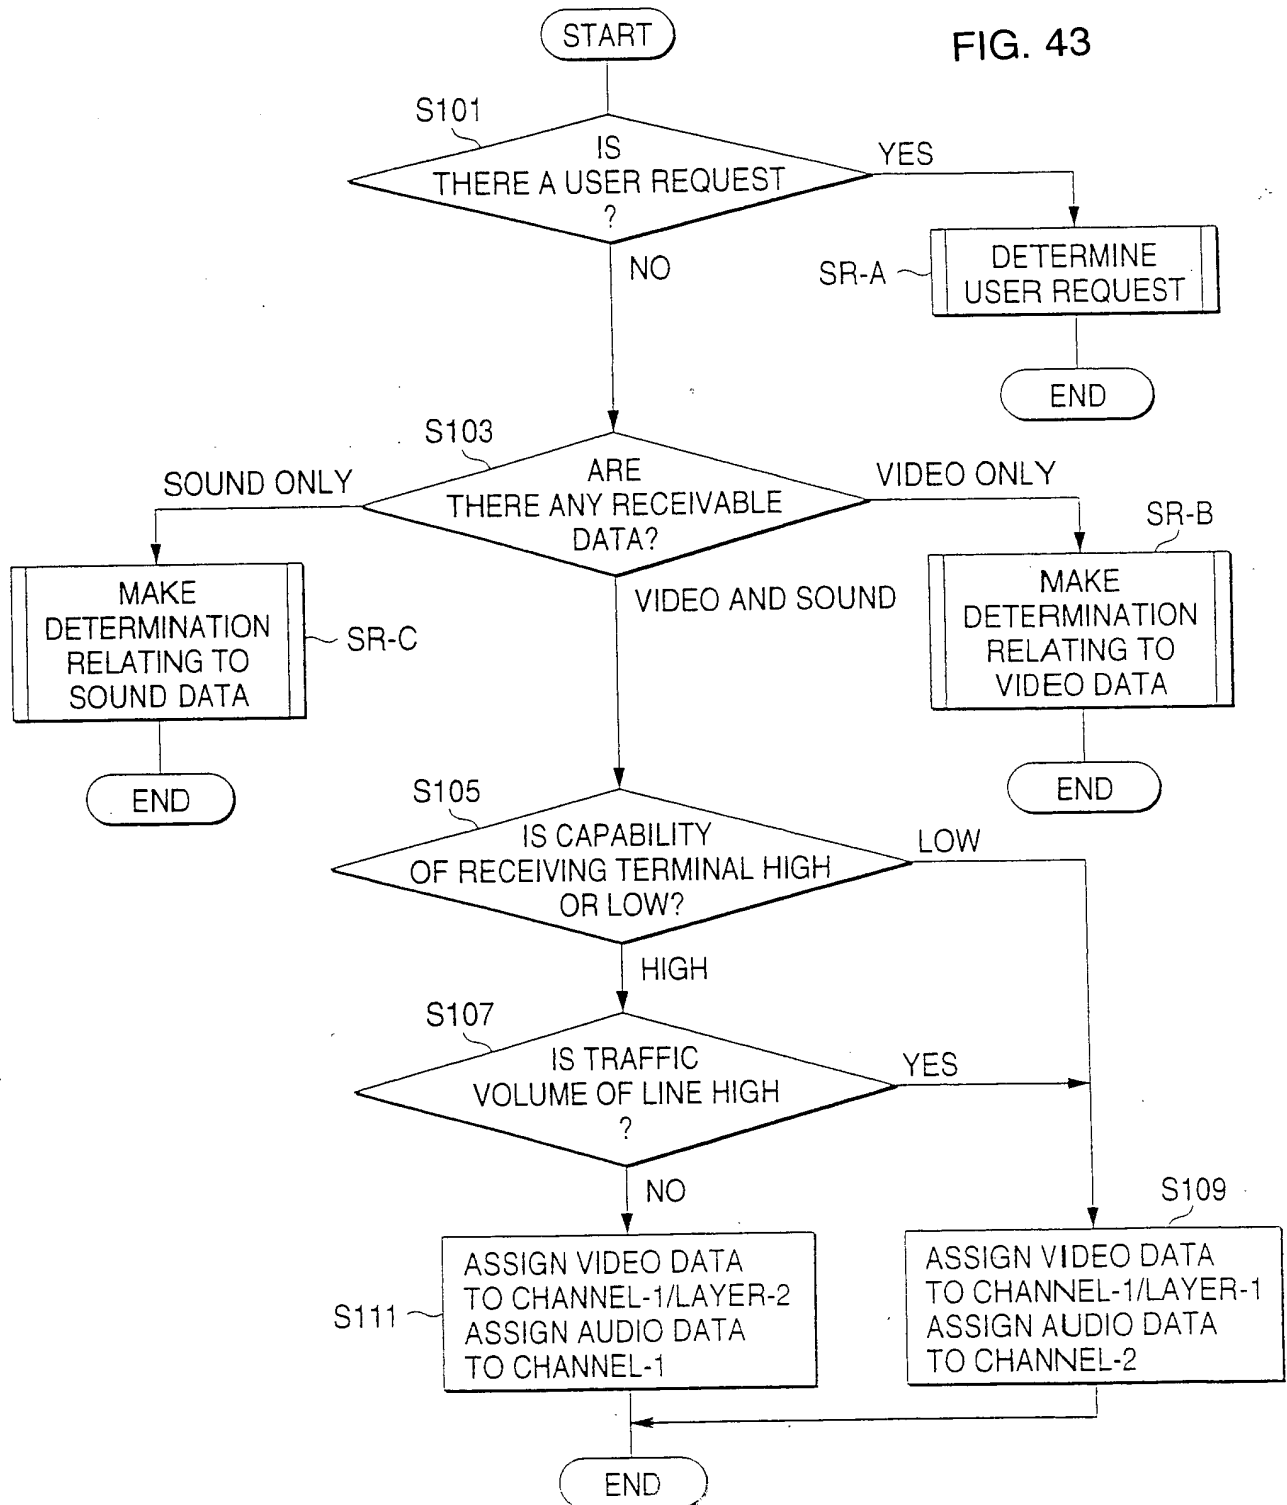 START
FIG. 43
S101
IS
THERE A USER REQUEST
?
YES
NO
SR-A
DETERMINE
USER REQUEST
END
S103
ARE
THERE ANY RECEIVABLE
DATA?
SOUND ONLY
VIDEO ONLY
SR-B
VIDEO AND SOUND
MAKE
DETERMINATION
RELATING TO
SOUND DATA
SR-C
MAKE
DETERMINATION
RELATING TO
VIDEO DATA
END
END
S105
IS CAPABILITY
OF RECEIVING TERMINAL HIGH
OR LOW?
LOW
HIGH
S107
IS TRAFFIC
VOLUME OF LINE HIGH
?
YES
NO
S109
S111
ASSIGN VIDEO DATA
TO CHANNEL-1/LAYER-2
ASSIGN AUDIO DATA
TO CHANNEL-1
ASSIGN VIDEO DATA
TO CHANNEL-1/LAYER-1
ASSIGN AUDIO DATA
TO CHANNEL-2
END